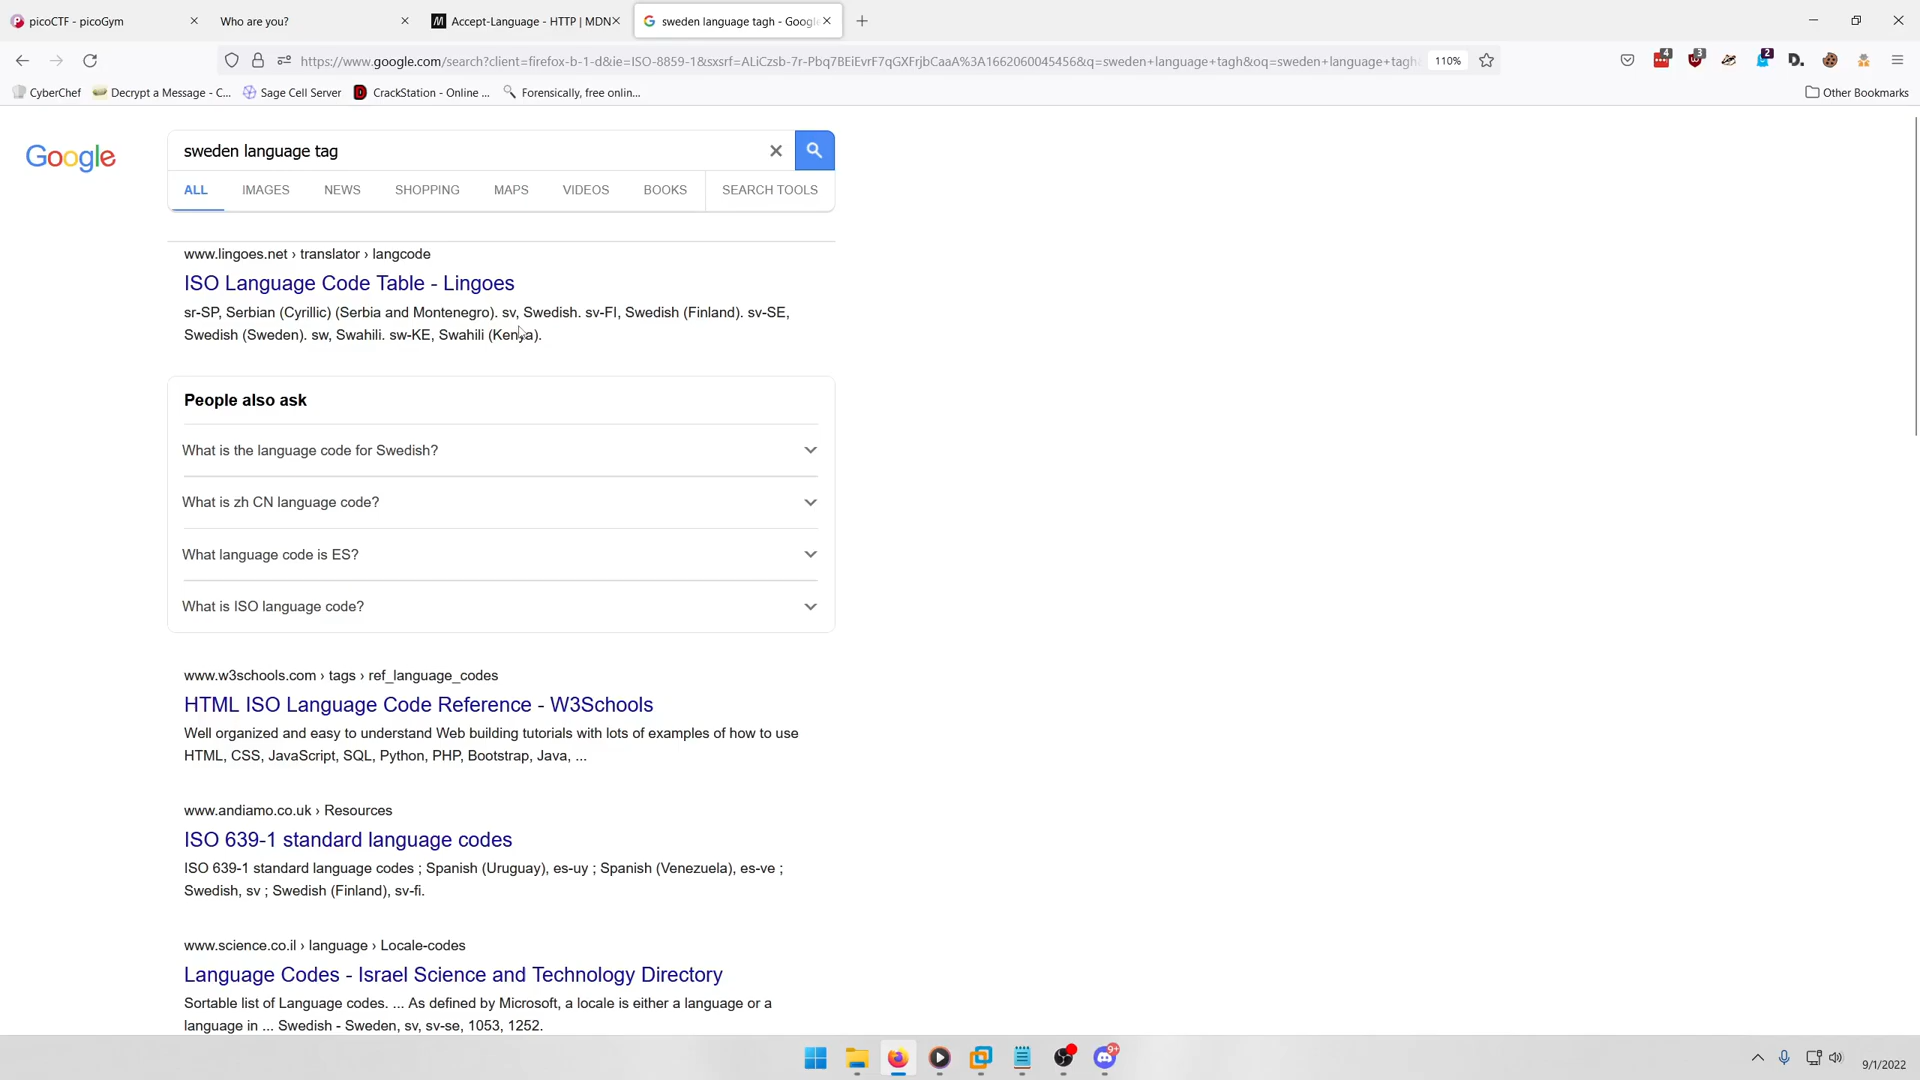 picoCTF - picoGym
Who are you?
Accept-Language - HTTP | MDN
sweden language tagh - Google
https://www.google.com/search?client=firefox-b-1-d&ie=ISO-8859-1&sxsrf=ALiCzsb-7r-Pbq7BEiEvrF7qGXFrjbCaaA%3A1662060045456&q=sweden+language+tagh&oq=sweden+language+tagh
110%
4
3
2
D.
CyberChef
Decrypt a Message - C...
Sage Cell Server
CrackStation - Online ...
Forensically, free onlin...
Other Bookmarks
Google
sweden language tag
ALL
IMAGES
NEWS
SHOPPING
MAPS
VIDEOS
BOOKS
SEARCH TOOLS
www.lingoes.net › translator › langcode
ISO Language Code Table - Lingoes
sr-SP, Serbian (Cyrillic) (Serbia and Montenegro). sv, Swedish. sv-FI, Swedish (Finland). sv-SE,
Swedish (Sweden). sw, Swahili. sw-KE, Swahili (Kenya).
People also ask
What is the language code for Swedish?
What is zh CN language code?
What language code is ES?
What is ISO language code?
www.w3schools.com › tags › ref_language_codes
HTML ISO Language Code Reference - W3Schools
Well organized and easy to understand Web building tutorials with lots of examples of how to use
HTML, CSS, JavaScript, SQL, Python, PHP, Bootstrap, Java, ...
www.andiamo.co.uk › Resources
ISO 639-1 standard language codes
ISO 639-1 standard language codes ; Spanish (Uruguay), es-uy ; Spanish (Venezuela), es-ve ;
Swedish, sv ; Swedish (Finland), sv-fi.
www.science.co.il › language › Locale-codes
Language Codes - Israel Science and Technology Directory
Sortable list of Language codes. ... As defined by Microsoft, a locale is either a language or a
language in ... Swedish - Sweden, sv, sv-se, 1053, 1252.
9+
9/1/2022